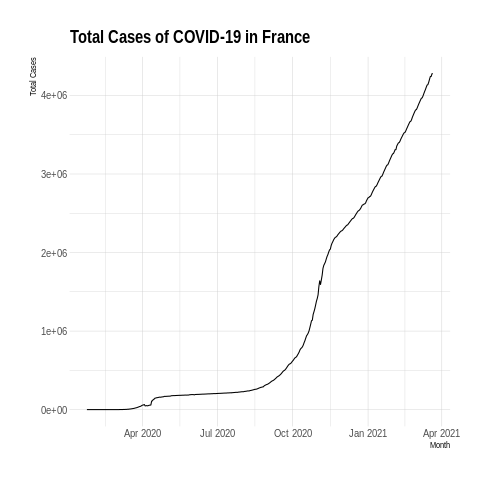 Total Cases of COVID-19 in France
Total Cases
4e+06
3e+06
2e+06
1e+06
0e+00
Apr 2020 Jul 2020 Oct 2020 Jan 2021 Apr 2021
Month